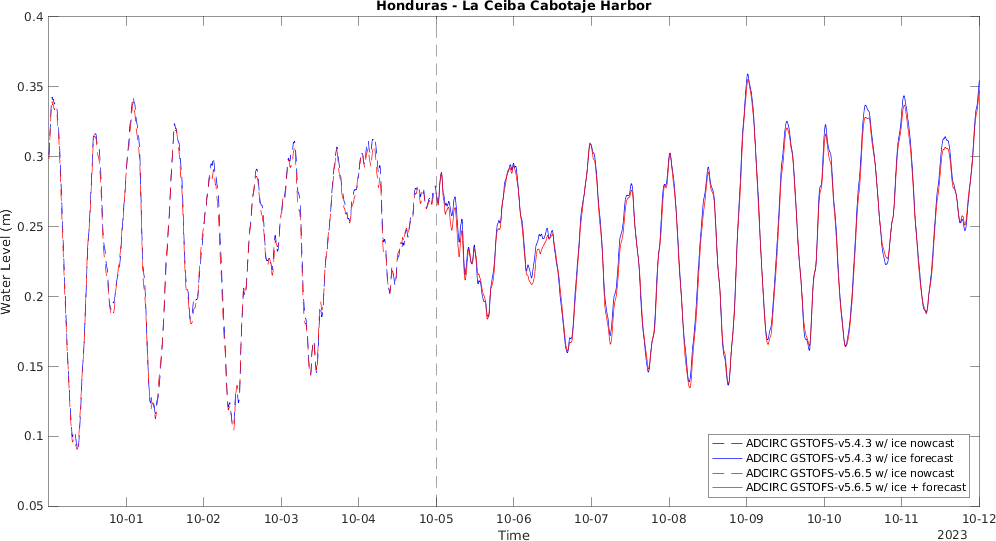 Honduras - La Ceiba Cabotaje Harbor
0.4
0.35
0.3
0.25
0.2
0.15
0.1
0.05
Water Level (m)
ADCIRC GSTOFS-v5.4.3 w/ ice nowcast
ADCIRC GSTOFS-v5.4.3 w/ ice forecast
ADCIRC GSTOFS-v5.6.5 w/ ice nowcast
ADCIRC GSTOFS-v5.6.5 w/ ice + forecast
10-01 10-02 10-03 10-04 10-05 10-06 10-07 10-08 10-09 10-10 10-11 10-12
Time
2023